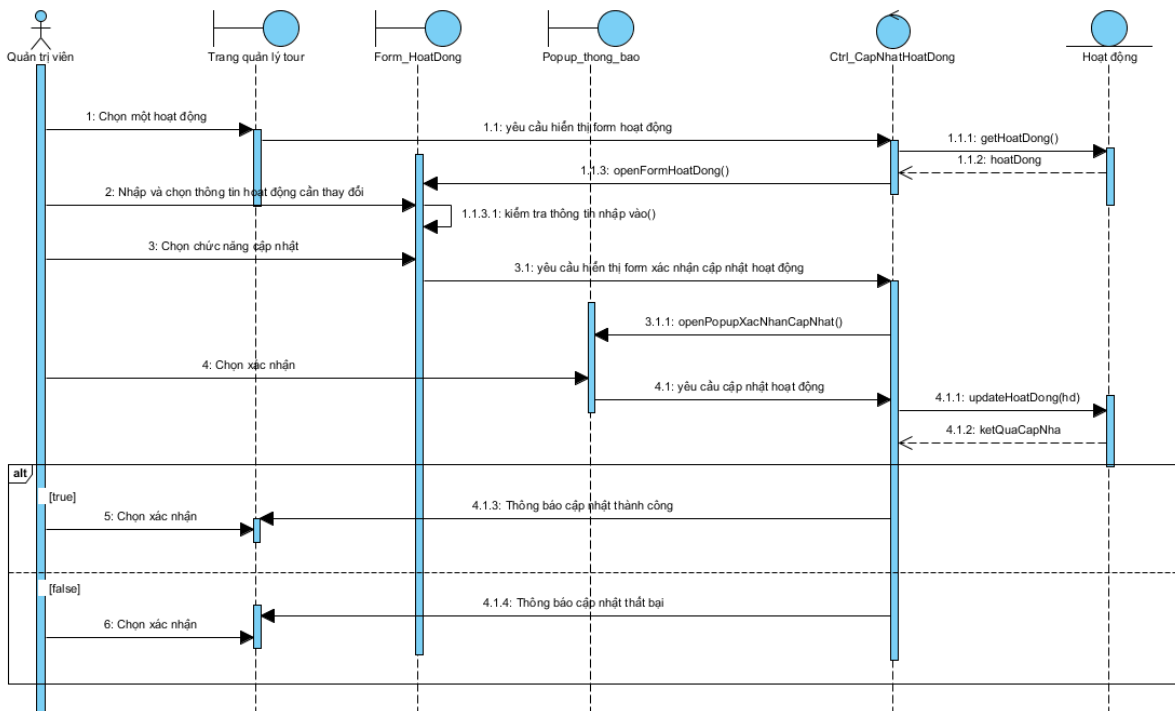 Quản trị viên
Trang quản lý tour
Form_HoatDong
Popup_thong_bao
Ctrl_CapNhatHoatDong
Hoạt động
1: Chọn một hoạt động
1.1: yêu cầu hiển thị form hoạt động
1.1.1: getHoatDong()
1.1.2: hoatDong
1.1.3: openFormHoatDong()
2: Nhập và chọn thông tin hoạt động cần thay đổi
1.1.3.1: kiểm tra thông tin nhập vào()
3: Chọn chức năng cập nhật
3.1: yêu cầu hiển thị form xác nhận cập nhật hoạt động
3.1.1: openPopupXacNhanCapNhat()
4: Chọn xác nhận
4.1: yêu cầu cập nhật hoạt động
4.1.1: updateHoatDong(hd)
4.1.2: ketQuaCapNha
alt
[true]
4.1.3: Thông báo cập nhật thành công
5: Chọn xác nhận
[false]
4.1.4: Thông báo cập nhật thất bại
6: Chọn xác nhận